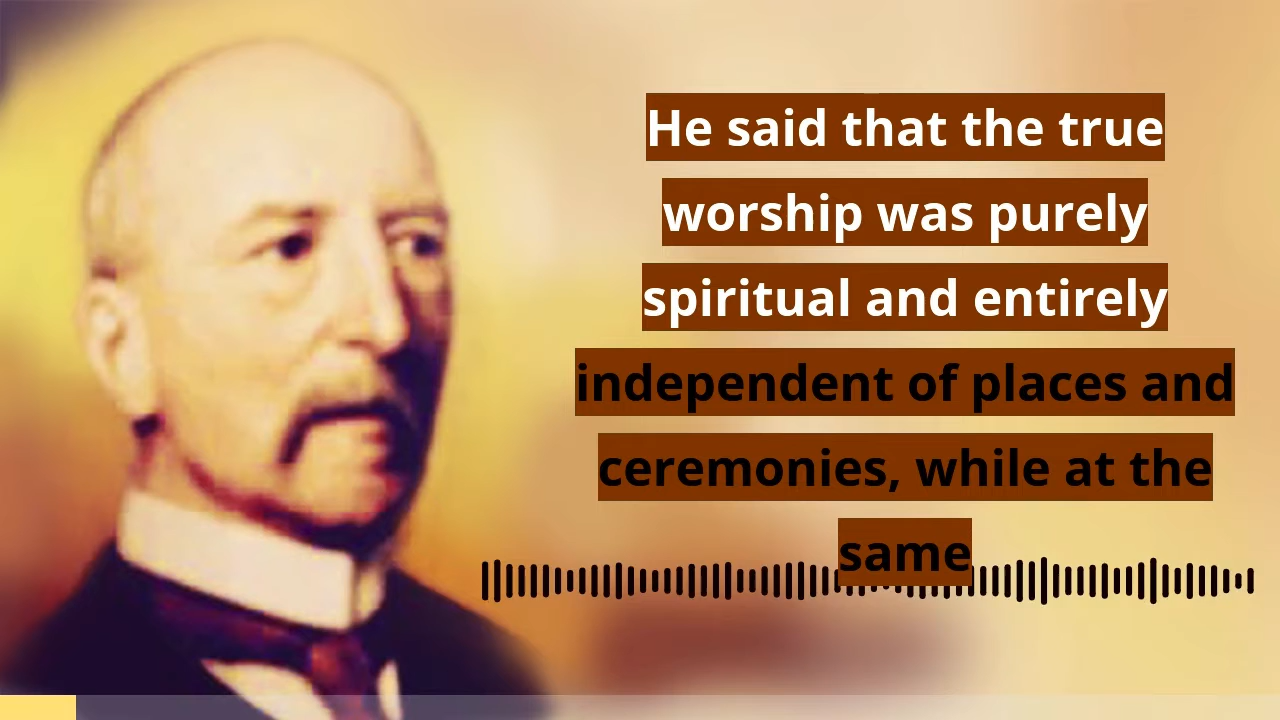 He said that the true
worship was purely
spiritual and entirely
independent of places and
ceremonies, while at the
same